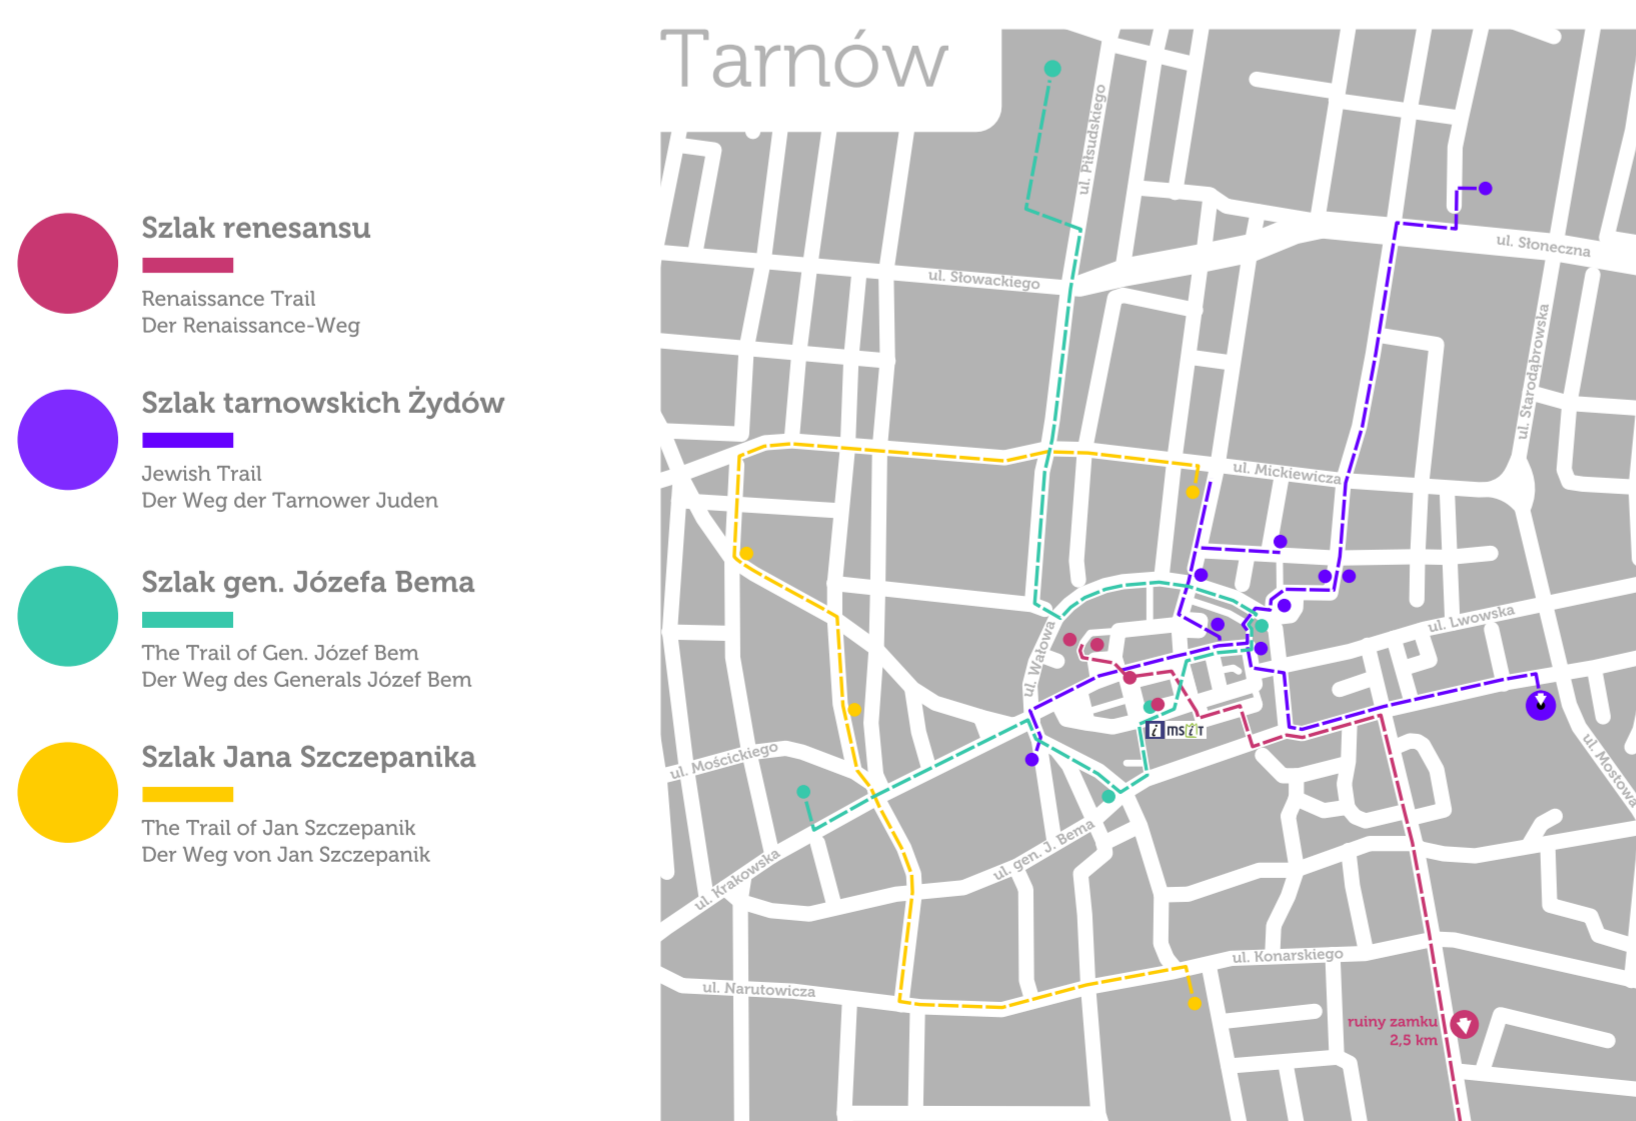 Tarnów
Szlak renesansu
Renaissance Trail
Der Renaissance-Weg
Szlak tarnowskich Żydów
Jewish Trail
Der Weg der Tarnower Juden
Szlak gen. Józefa Bema
The Trail of Gen. Józef Bem
Der Weg des Generals Józef Bem
Szlak Jana Szczepanika
The Trail of Jan Szczepanik
Der Weg von Jan Szczepanik
ul. Piłsudskiego
ul. Słoneczna
ul. Słowackiego
ul. Starodąbrowska
ul. Mickiewicza
ul. Lwowska
ul. Wałowa
i msiT
ul. Mościckiego
ul. Mostowa
ul. gen. J. Bema
ul. Krakowska
ul. Konarskiego
ul. Narutowicza
ruiny zamku
2,5 km